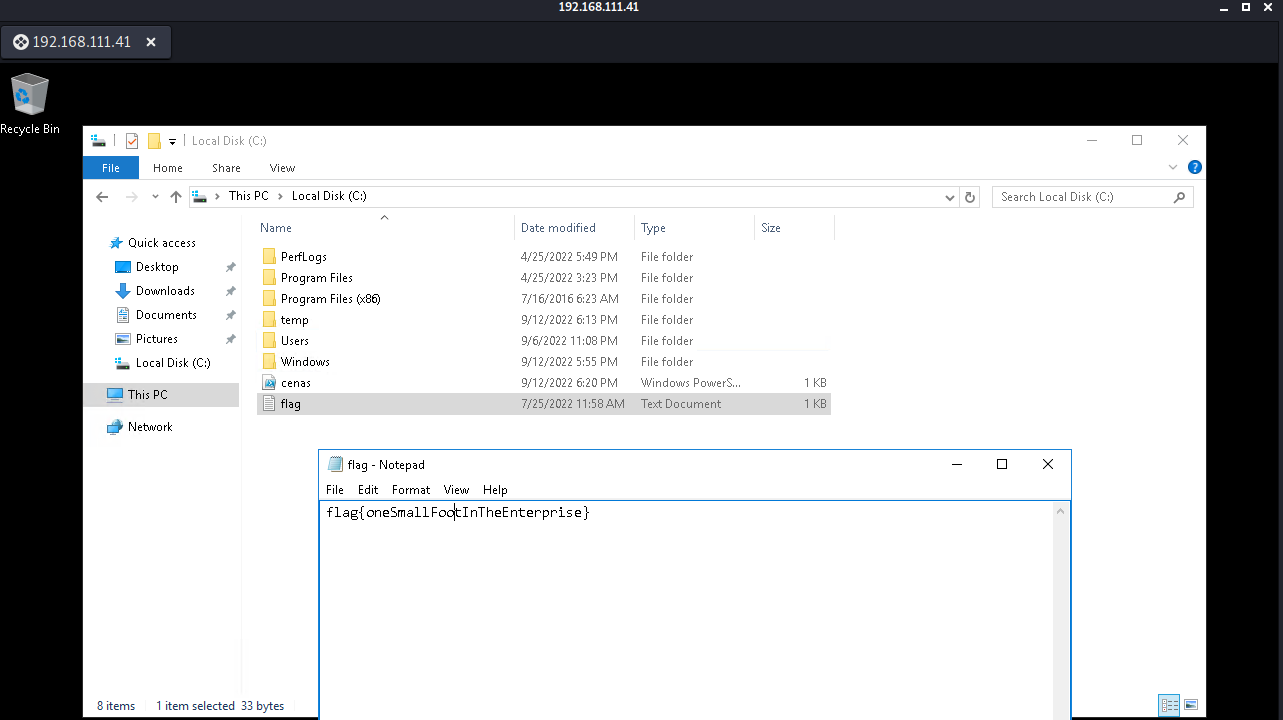 192.168.111.41
192.168.111.41
Recycle Bin
Local Disk (C:)
File Home Share View
This PC Local Disk (C:) Search Local Disk (C:)
Name Date modified Type Size
Quick access
Desktop
Downloads
Documents
Pictures
Local Disk (C:)
This PC
Network
PerfLogs 4/25/2022 5:49 PM File folder
Program Files 4/25/2022 3:23 PM File folder
Program Files (x86) 7/16/2016 6:23 AM File folder
temp 9/12/2022 6:13 PM File folder
Users 9/6/2022 11:08 PM File folder
Windows 9/12/2022 5:55 PM File folder
cenas 9/12/2022 6:20 PM Windows PowerS... 1 KB
flag 7/25/2022 11:58 AM Text Document 1 KB
flag - Notepad
File Edit Format View Help
flag{oneSmallFootInTheEnterprise}
8 items 1 item selected 33 bytes